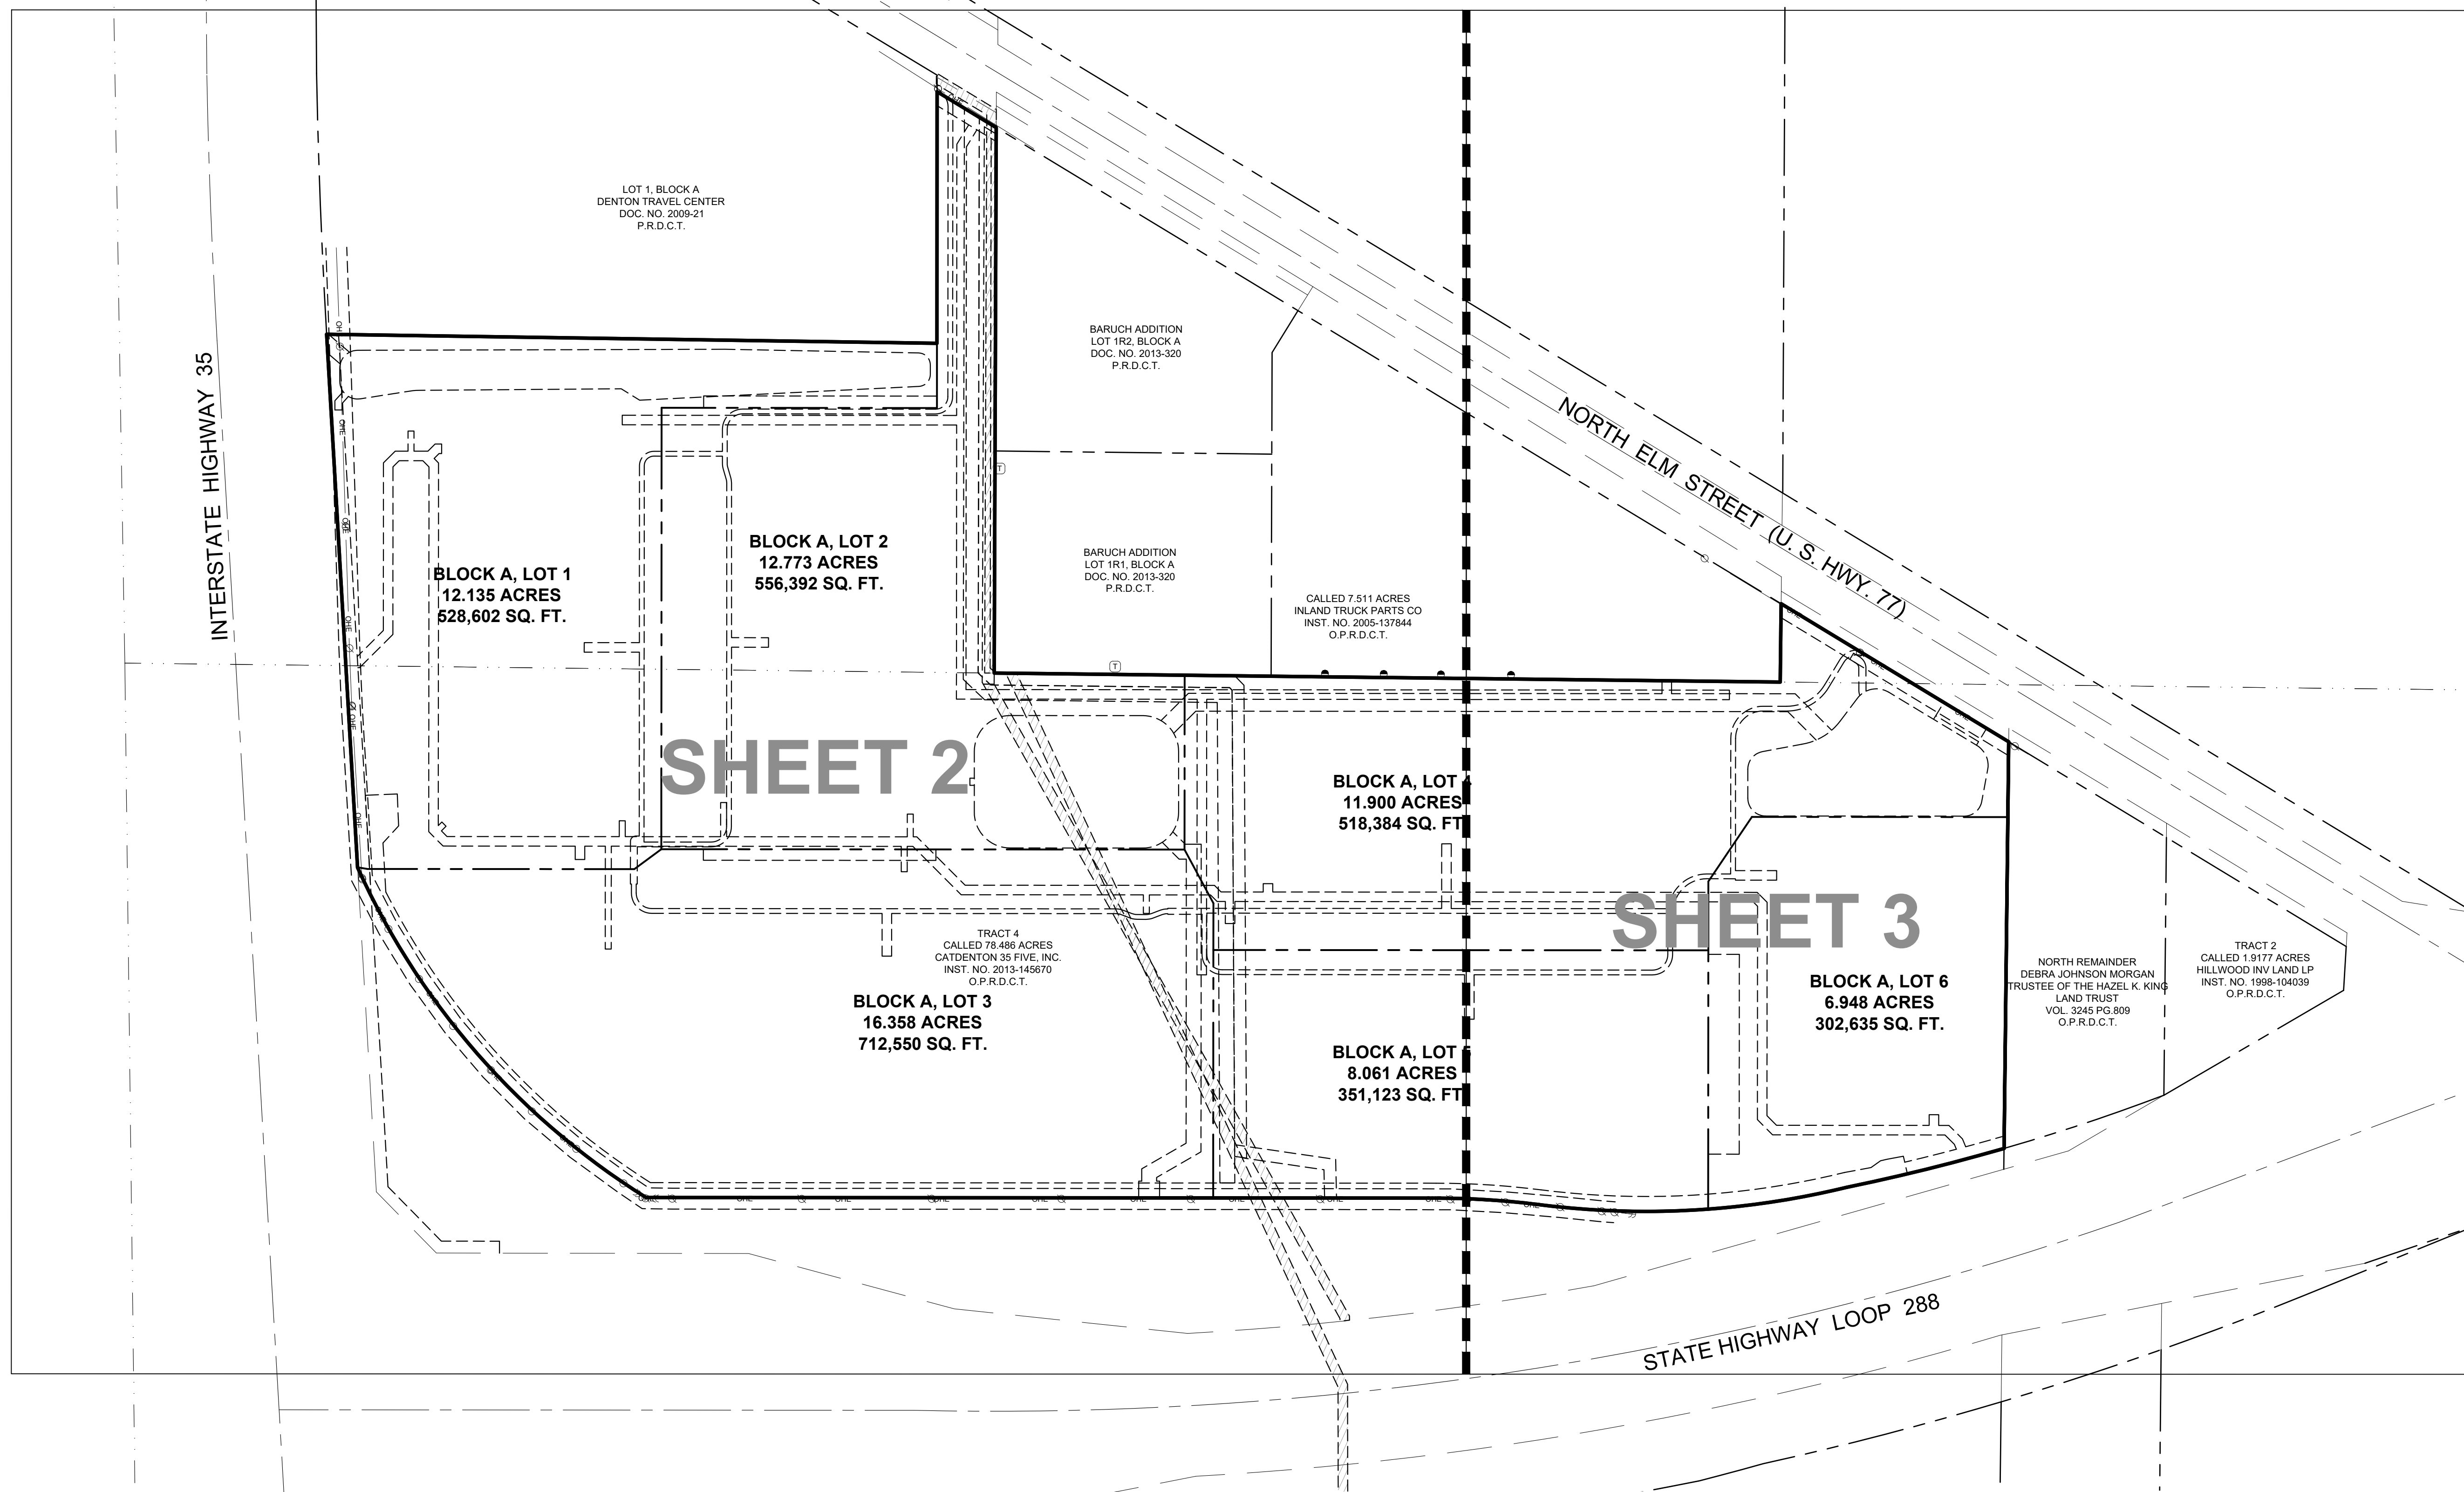 LOT 1, BLOCK A
DENTON TRAVEL CENTER
DOC. NO. 2009-21
P.R.D.C.T.
INTERSTATE HIGHWAY 35
BARUCH ADDITION
LOT 1R2, BLOCK A
DOC. NO. 2013-320
P.R.D.C.T.
NORTH ELM STREET (U. S. HWY. 77)
BLOCK A, LOT 1
12.135 ACRES
528,602 SQ. FT.
BLOCK A, LOT 2
12.773 ACRES
556,392 SQ. FT.
BARUCH ADDITION
LOT 1R1, BLOCK A
DOC. NO. 2013-320
P.R.D.C.T.
CALLED 7.511 ACRES
INLAND TRUCK PARTS CO
INST. NO. 2005-137844
O.P.R.D.C.T.
T
T
OHE
OHE
OHE
OHE
OHE
SHEET 2
BLOCK A, LOT 4
11.900 ACRES
518,384 SQ. FT
SHEET 3
TRACT 4
CALLED 78.486 ACRES
CATDENTON 35 FIVE, INC.
INST. NO. 2013-145670
O.P.R.D.C.T.
BLOCK A, LOT 3
16.358 ACRES
712,550 SQ. FT.
BLOCK A, LOT 5
8.061 ACRES
351,123 SQ. FT
BLOCK A, LOT 6
6.948 ACRES
302,635 SQ. FT.
NORTH REMAINDER
DEBRA JOHNSON MORGAN
TRUSTEE OF THE HAZEL K. KING
LAND TRUST
VOL. 3245 PG.809
O.P.R.D.C.T.
TRACT 2
CALLED 1.9177 ACRES
HILLWOOD INV LAND LP
INST. NO. 1998-104039
O.P.R.D.C.T.
STATE HIGHWAY LOOP 288